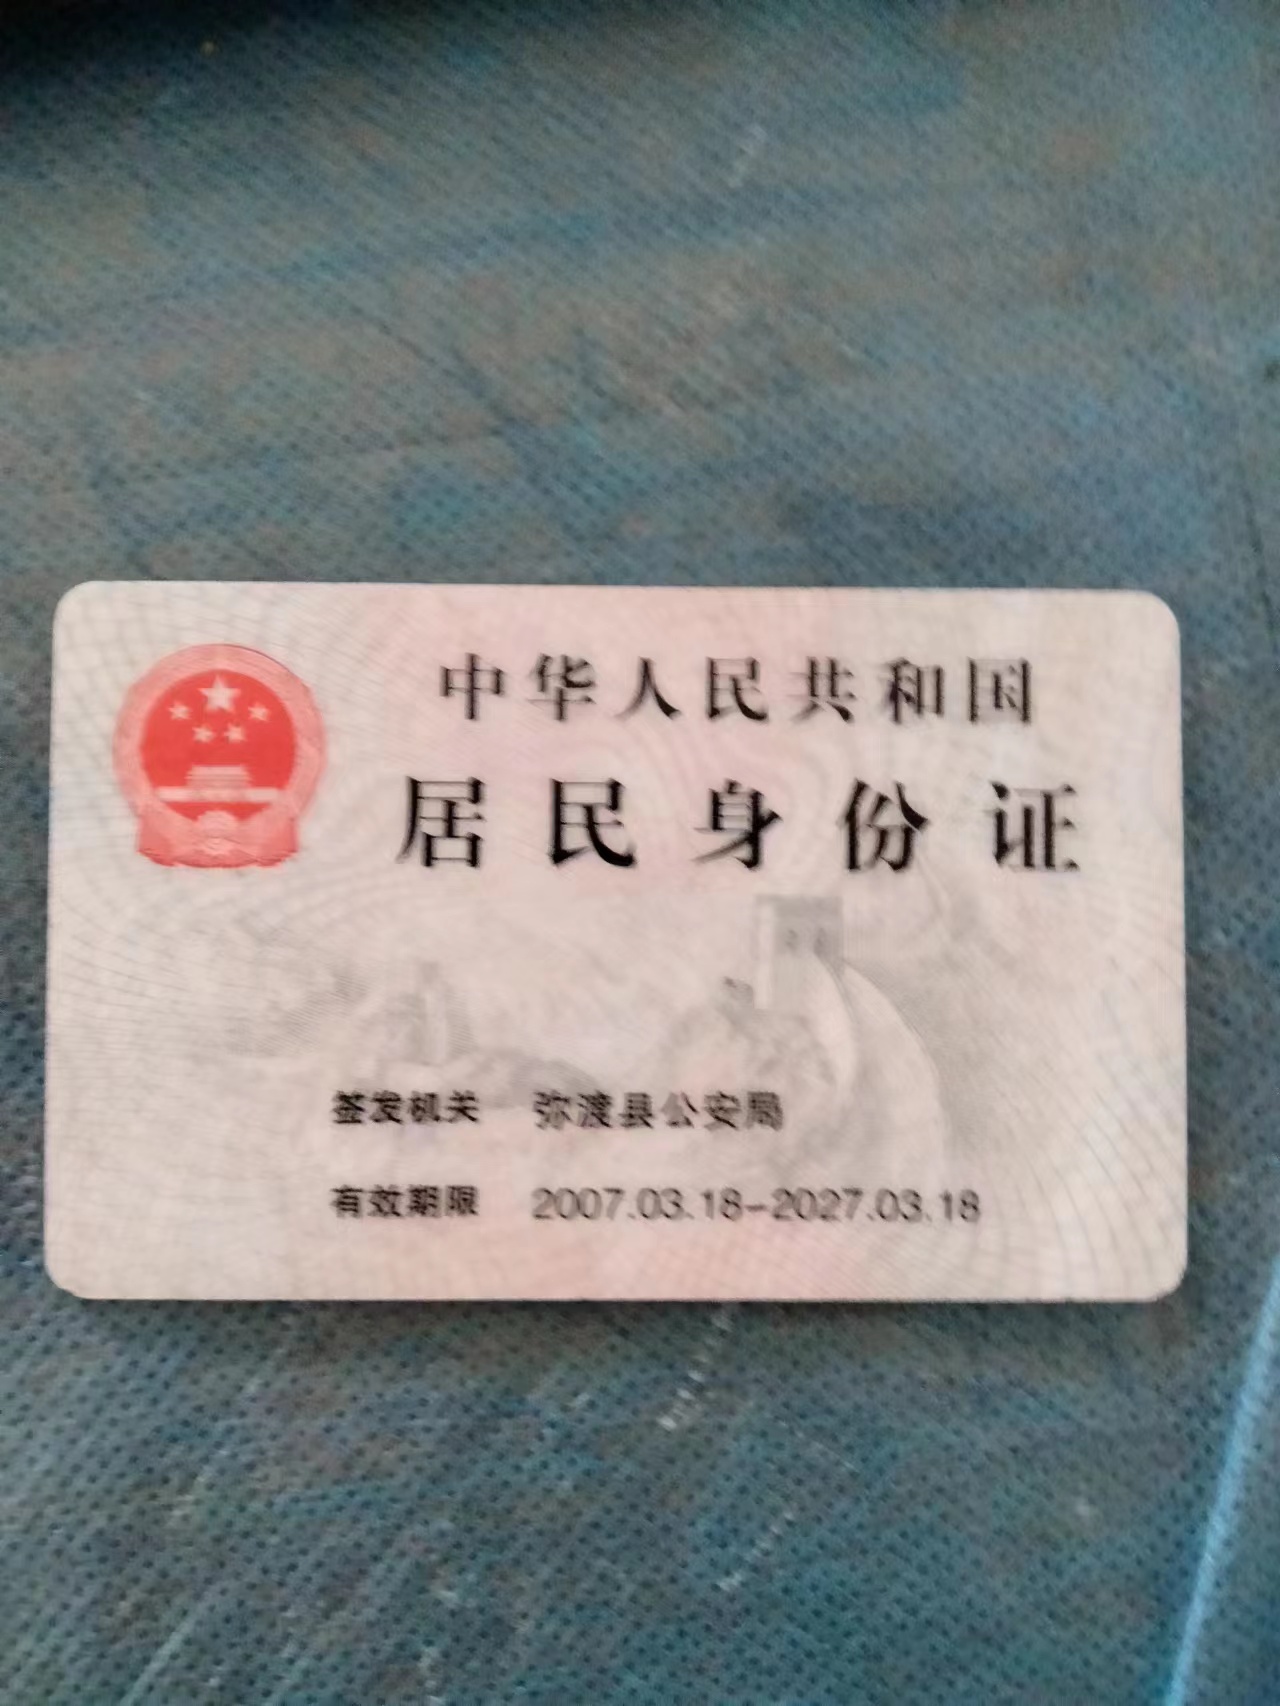 中华人民共和国
居民身份证
签发机关 弥渡县公安局
有效期限 2007.03.18-2027.03.18